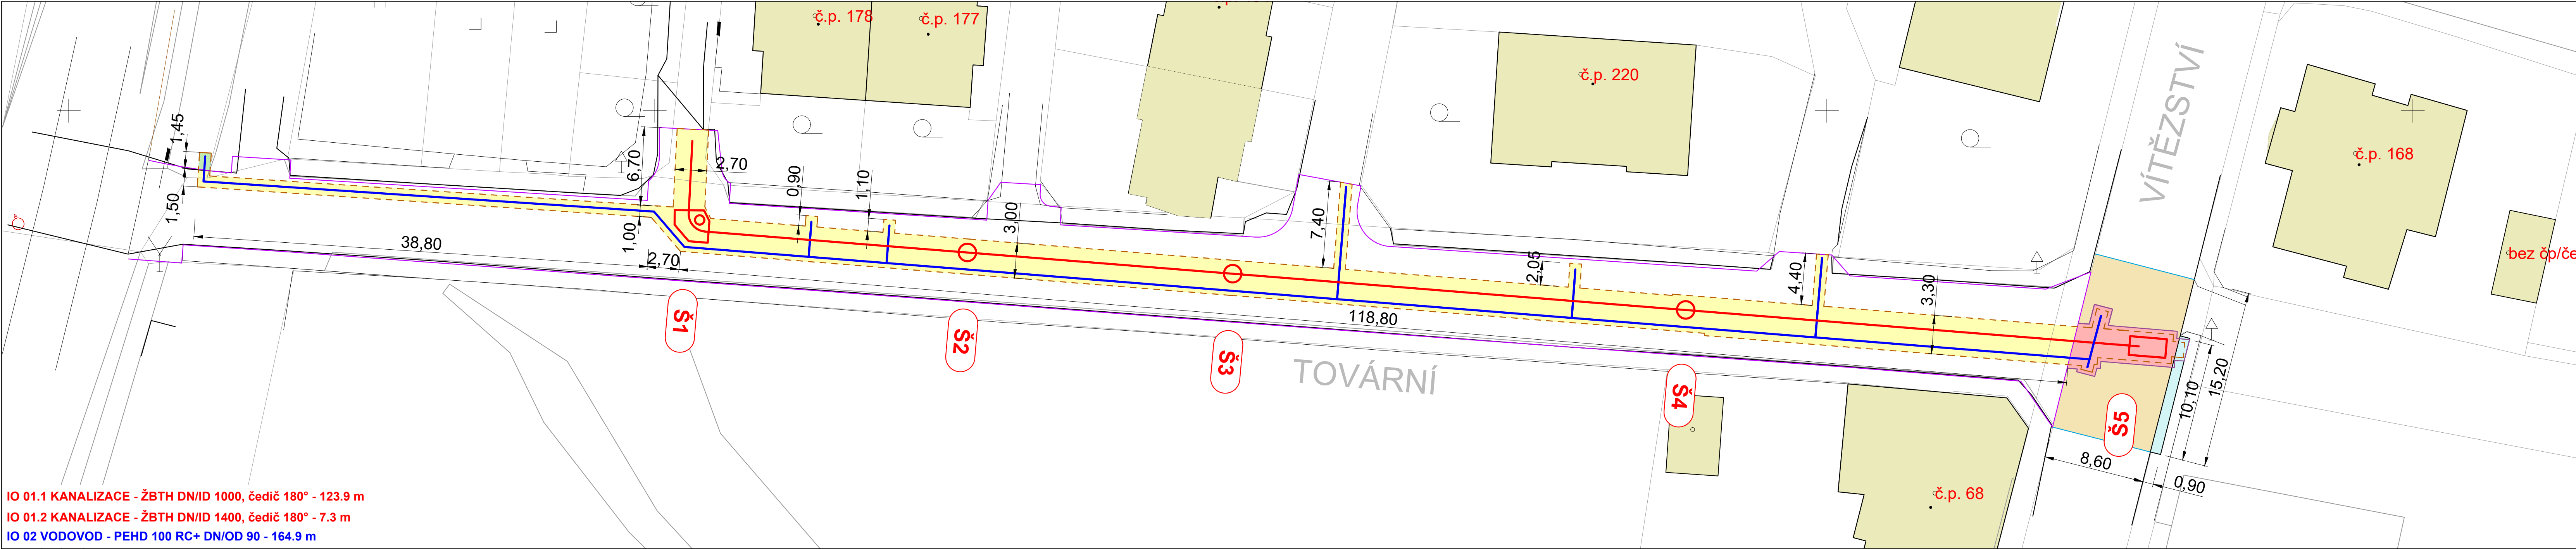 č.p. 178
č.p. 177
č.p. 220
č.p. 168
bez čp/če
č.p. 68
VÍTĚZSTVÍ
TOVÁRNÍ
1,45
1,50
38,80
6,70
1,00
2,70
2,70
0,90
1,10
3,00
7,40
118,80
2,05
4,40
3,30
8,60
0,90
10,10
15,20
Š1
Š2
Š3
Š4
Š5
IO 01.1 KANALIZACE - ŽBTH DN/ID 1000, čedič 180° - 123.9 m
IO 01.2 KANALIZACE - ŽBTH DN/ID 1400, čedič 180° - 7.3 m
IO 02 VODOVOD - PEHD 100 RC+ DN/OD 90 - 164.9 m